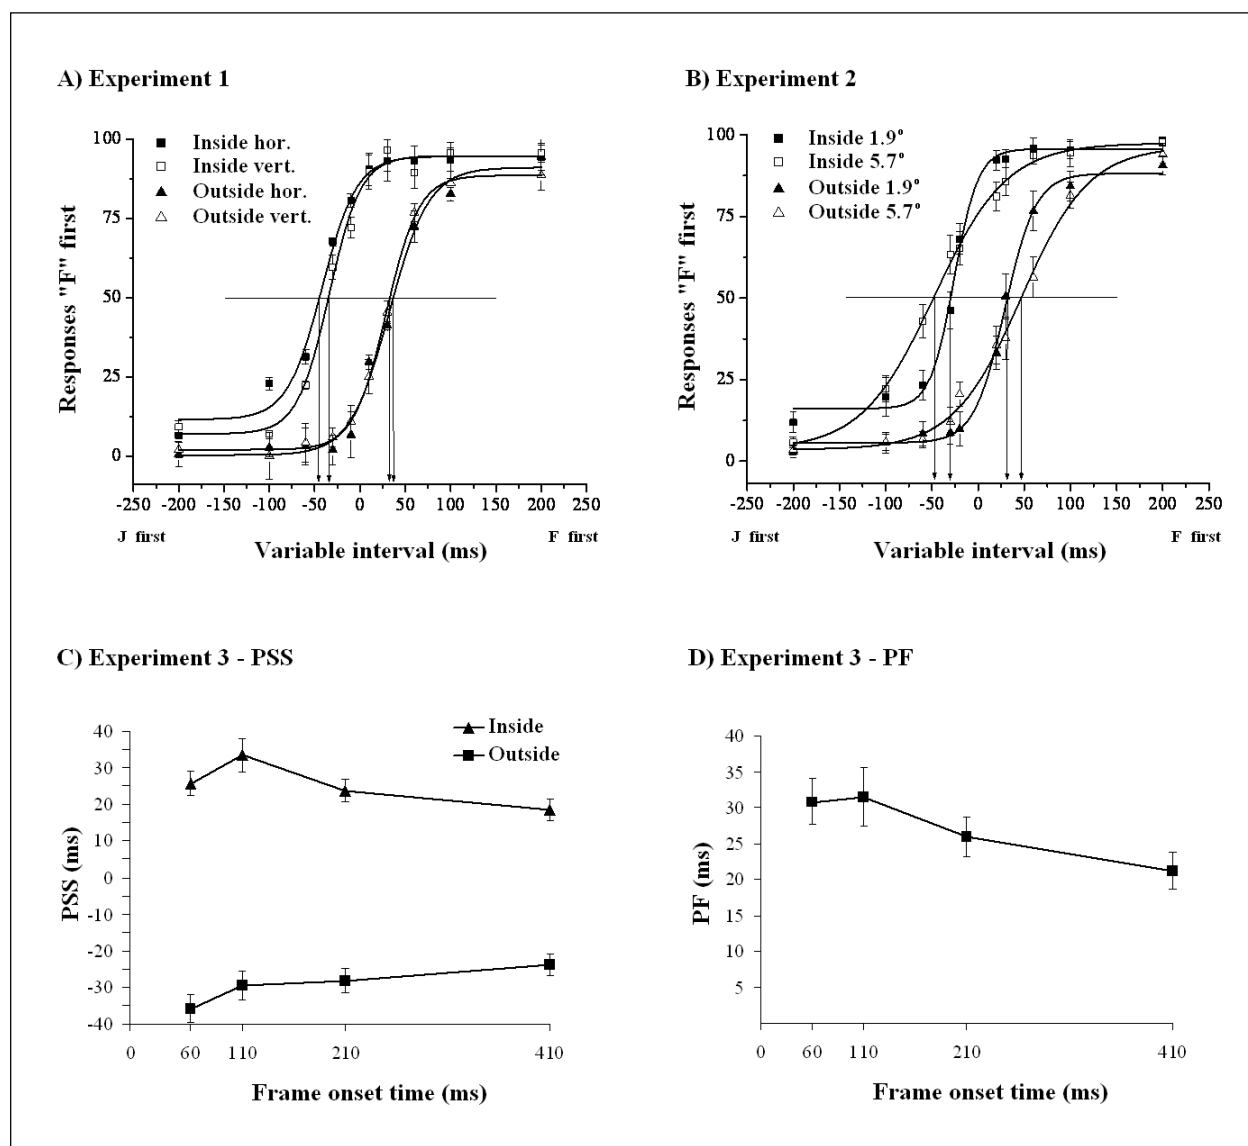 A) Experiment 1
Inside hor.
Inside vert.
Outside hor.
Outside vert.
Responses "F" first
100
75
50
25
0
-250 -200 -150 -100 -50 0 50 100 150 200 250
J first
F first
Variable interval (ms)
B) Experiment 2
Inside 1.9°
Inside 5.7°
Outside 1.9°
Outside 5.7°
Responses "F" first
100
75
50
25
0
-250 -200 -150 -100 -50 0 50 100 150 200 250
J first
F first
Variable interval (ms)
C) Experiment 3 - PSS
Inside
Outside
PSS (ms)
40
30
20
10
0
-10
-20
-30
-40
0 60 110 210 410
Frame onset time (ms)
D) Experiment 3 - PF
PF (ms)
40
35
30
25
20
15
10
5
0 60 110 210 410
Frame onset time (ms)